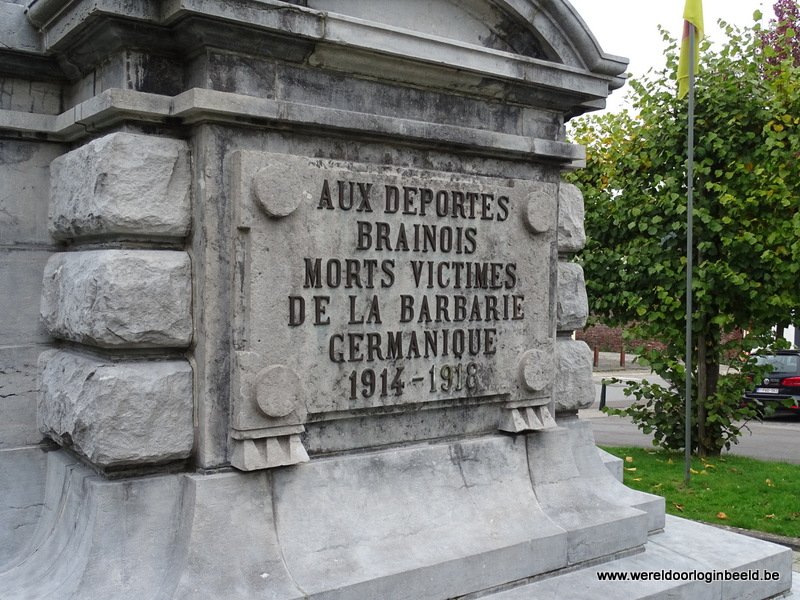 AUX DEPORTES
BRAINOIS
MORTS VICTIMES
DE LA BARBARIE
GERMANIQUE
1914-1918
www.wereldoorloginbeeld.be